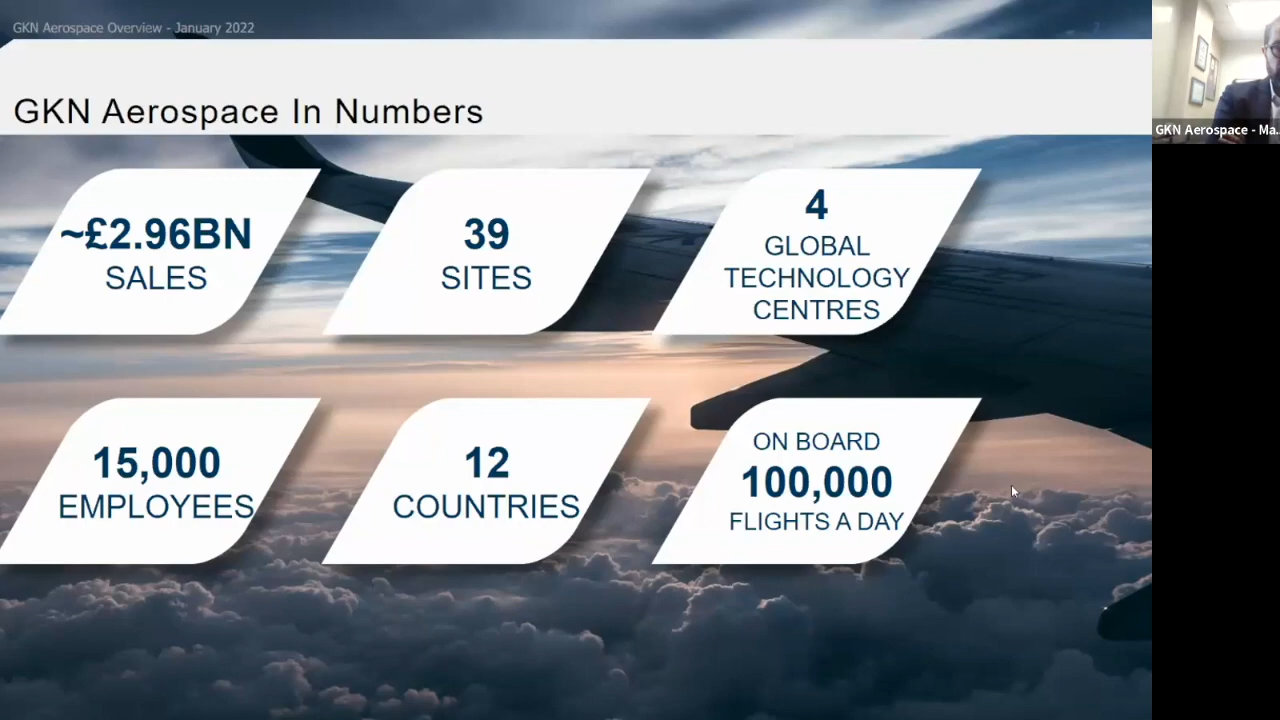 GKN Aerospace Overview - January 2022
GKN Aerospace In Numbers
~£2.96BN
SALES
39
SITES
4
GLOBAL
TECHNOLOGY
CENTRES
15,000
EMPLOYEES
12
COUNTRIES
ON BOARD
100,000
FLIGHTS A DAY
GKN Aerospace - Ma...